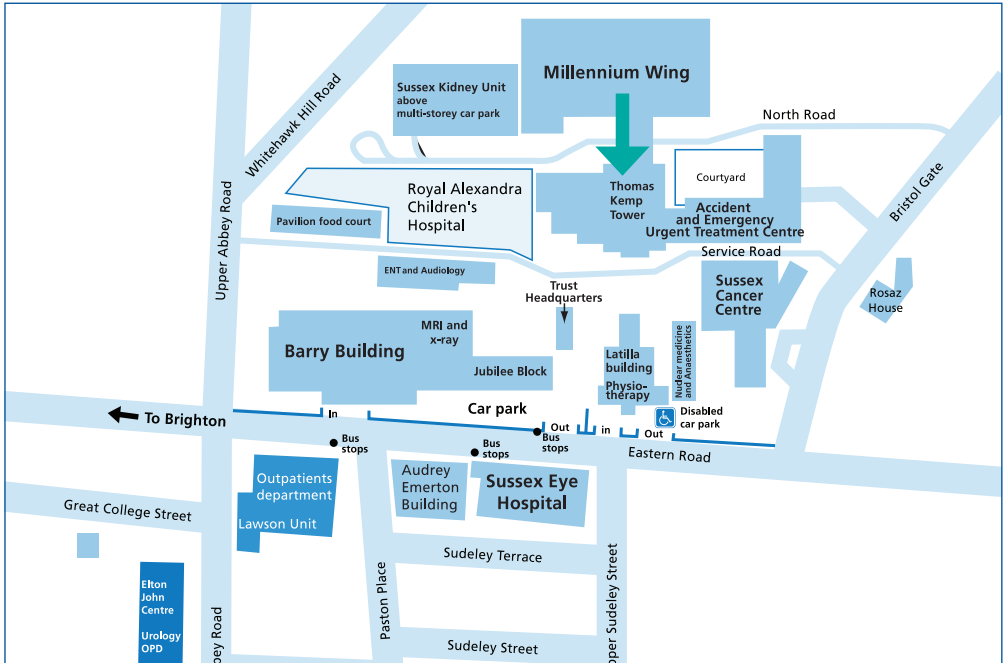 Millennium Wing
Sussex Kidney Unit
above
multi-storey car park
North Road
Whitehawk Hill Road
Upper Abbey Road
Royal Alexandra
Children's
Hospital
Thomas
Kemp
Tower
Courtyard
Accident
and Emergency
Urgent Treatment Centre
Bristol Gate
Pavilion food court
Service Road
ENT and Audiology
Sussex
Cancer
Centre
Rosaz
House
Trust
Headquarters
Barry Building
MRI and
x-ray
Jubilee Block
Latilla
building
Physio-
therapy
Nuclear medicine
and Anaesthetics
Disabled
car park
To Brighton
In
Car park
Out
in
Out
Bus
stops
Bus
stops
Bus
stops
Eastern Road
Outpatients
department
Lawson Unit
Audrey
Emerton
Building
Sussex Eye
Hospital
Great College Street
Sudeley Terrace
Elton
John
Centre
Urology
OPD
bey Road
Paston Place
Sudeley Street
pper Sudeley Street